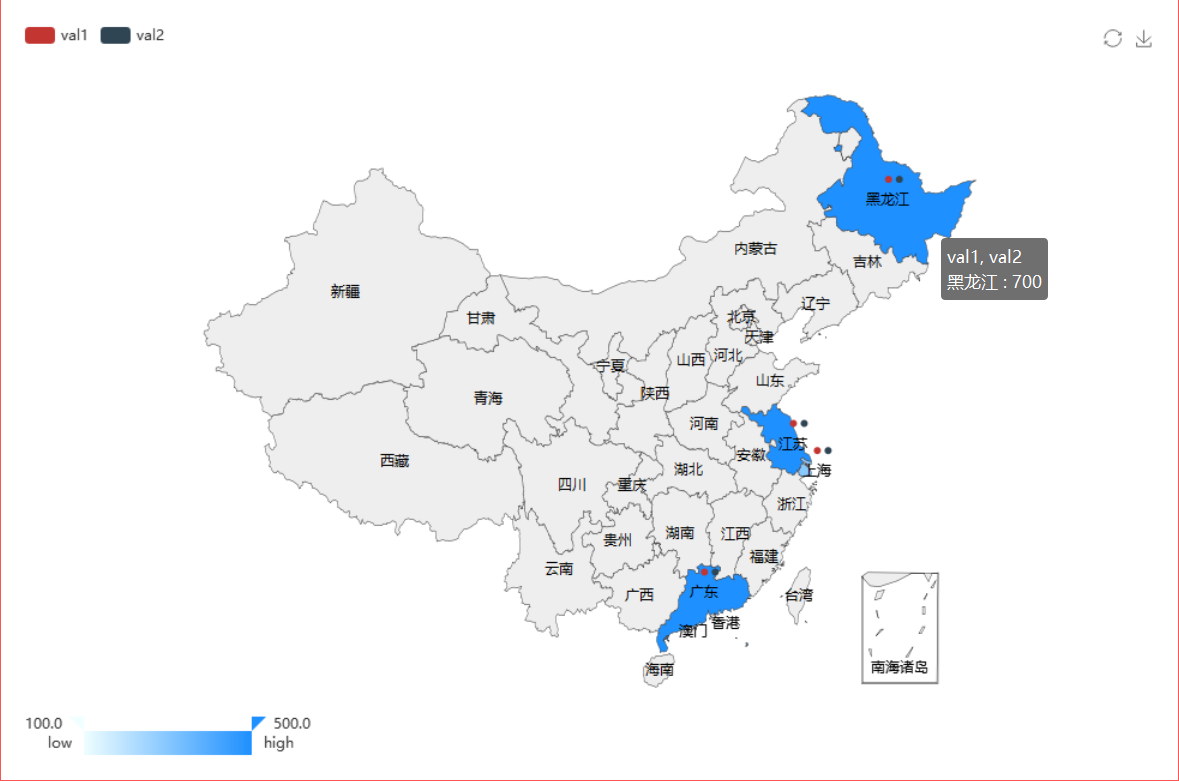 val1 val2
黑龙江
内蒙古
吉林
val1, val2
黑龙江 : 700
新疆
辽宁
甘肃
北京
天津
宁夏
山西
河北
陕西
山东
青海
河南
江苏
安徽
西藏
湖北
上海
四川
重庆
浙江
湖南
江西
贵州
福建
云南
广西
广东
台湾
香港
澳门
海南
南海诸岛
100.0 500.0
low high